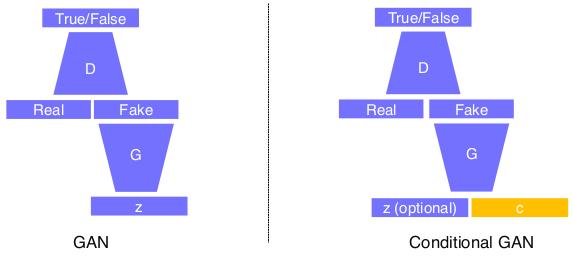 True/False
D
Real
Fake
G
z
GAN
True/False
D
Real
Fake
G
z (optional)
c
Conditional GAN